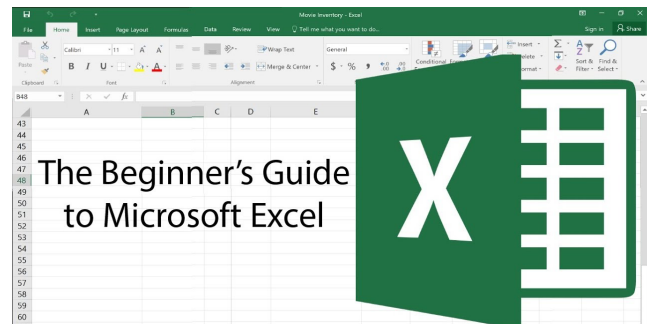 Movie Inventory - Excel
File Home Insert Page Layout Formulas Data Review View Tell me what you want to do... Sign in Share
Calibri 11 A A Wrap Text General Insert Σ
Paste Delete Sort & Find &
B I U A Merge & Center $ % , .0 .00 Conditional Format Filter Select
Clipboard Font Alignment
B48 fx
A B C D E
43
44
45
46
47
48
49
50
51
52
53
54
55
56
57
58
59
60
The Beginner's Guide
to Microsoft Excel
X